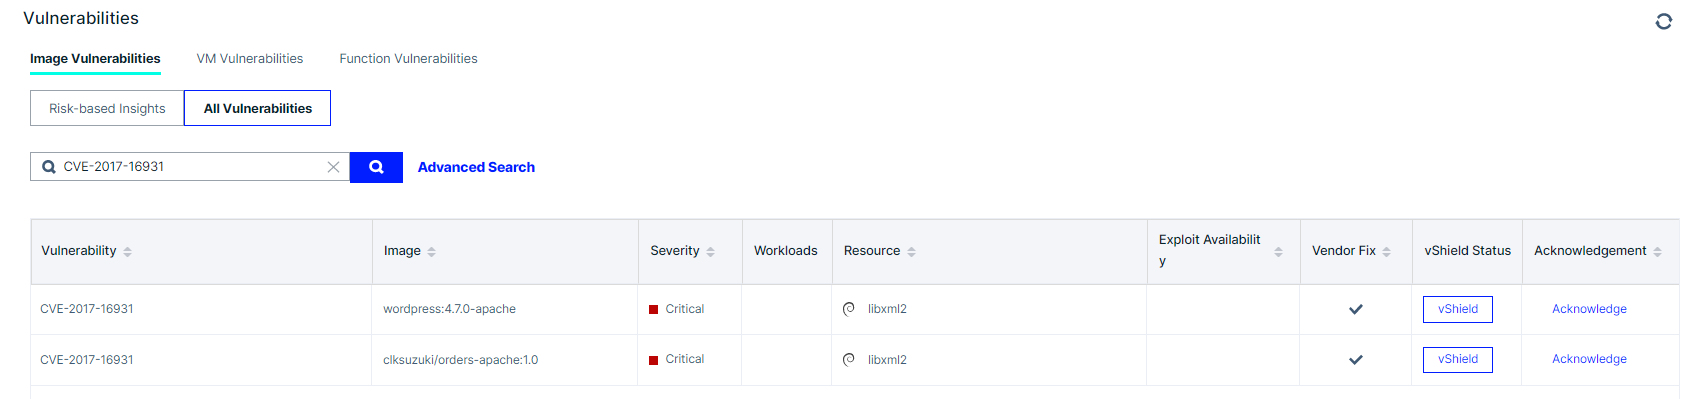 Vulnerabilities
Image Vulnerabilities VM Vulnerabilities Function Vulnerabilities
Risk-based Insights All Vulnerabilities
CVE-2017-16931 Advanced Search
Vulnerability Image Severity Workloads Resource Exploit Availabilit
y Vendor Fix vShield Status Acknowledgement
CVE-2017-16931 wordpress:4.7.0-apache Critical libxml2 vShield Acknowledge
CVE-2017-16931 clksuzuki/orders-apache:1.0 Critical libxml2 vShield Acknowledge